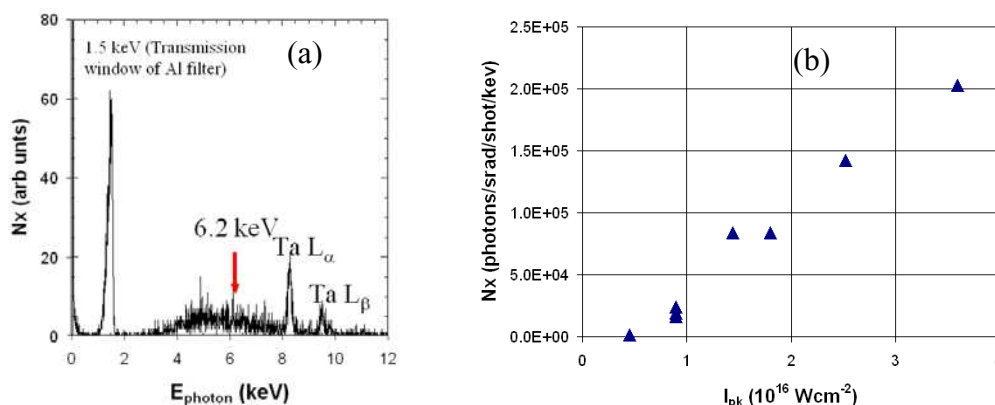 80
60
40
20
0
Nx (arb unts)
1.5 keV (Transmission
window of Al filter)
(a)
6.2 keV
Ta Lα
Ta Lβ
0 2 4 6 8 10 12
Ephoton (keV)
2.5E+05
2.0E+05
1.5E+05
1.0E+05
5.0E+04
0.0E+00
Nx (photons/srad/shot/kev)
(b)
0 1 2 3 4
Ipk (10^16 Wcm-2)